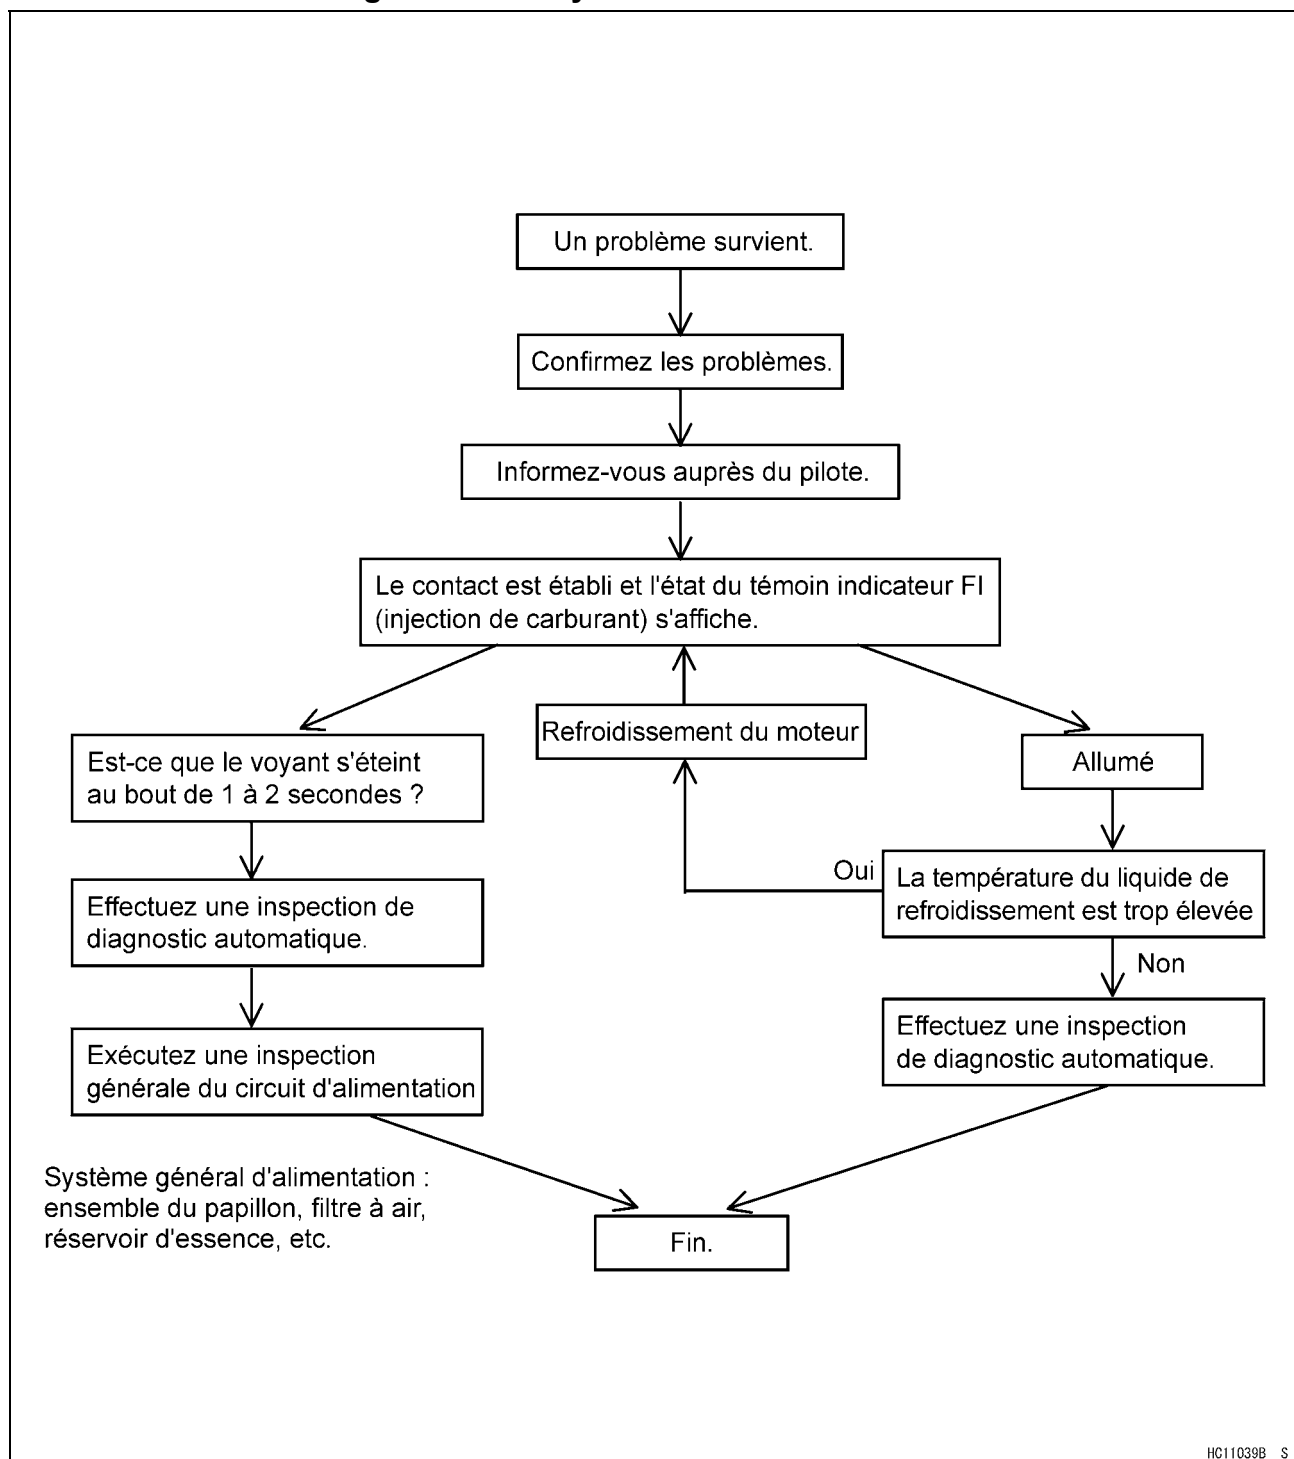 Un problème survient.
Confirmez les problèmes.
Informez-vous auprès du pilote.
Le contact est établi et l'état du témoin indicateur FI
(injection de carburant) s'affiche.
Refroidissement du moteur
Est-ce que le voyant s'éteint
au bout de 1 à 2 secondes ?
Allumé
Oui
La température du liquide de
refroidissement est trop élevée
Effectuez une inspection de
diagnostic automatique.
Non
Effectuez une inspection
de diagnostic automatique.
Exécutez une inspection
générale du circuit d'alimentation
Système général d'alimentation :
ensemble du papillon, filtre à air,
réservoir d'essence, etc.
Fin.
HC11039B S